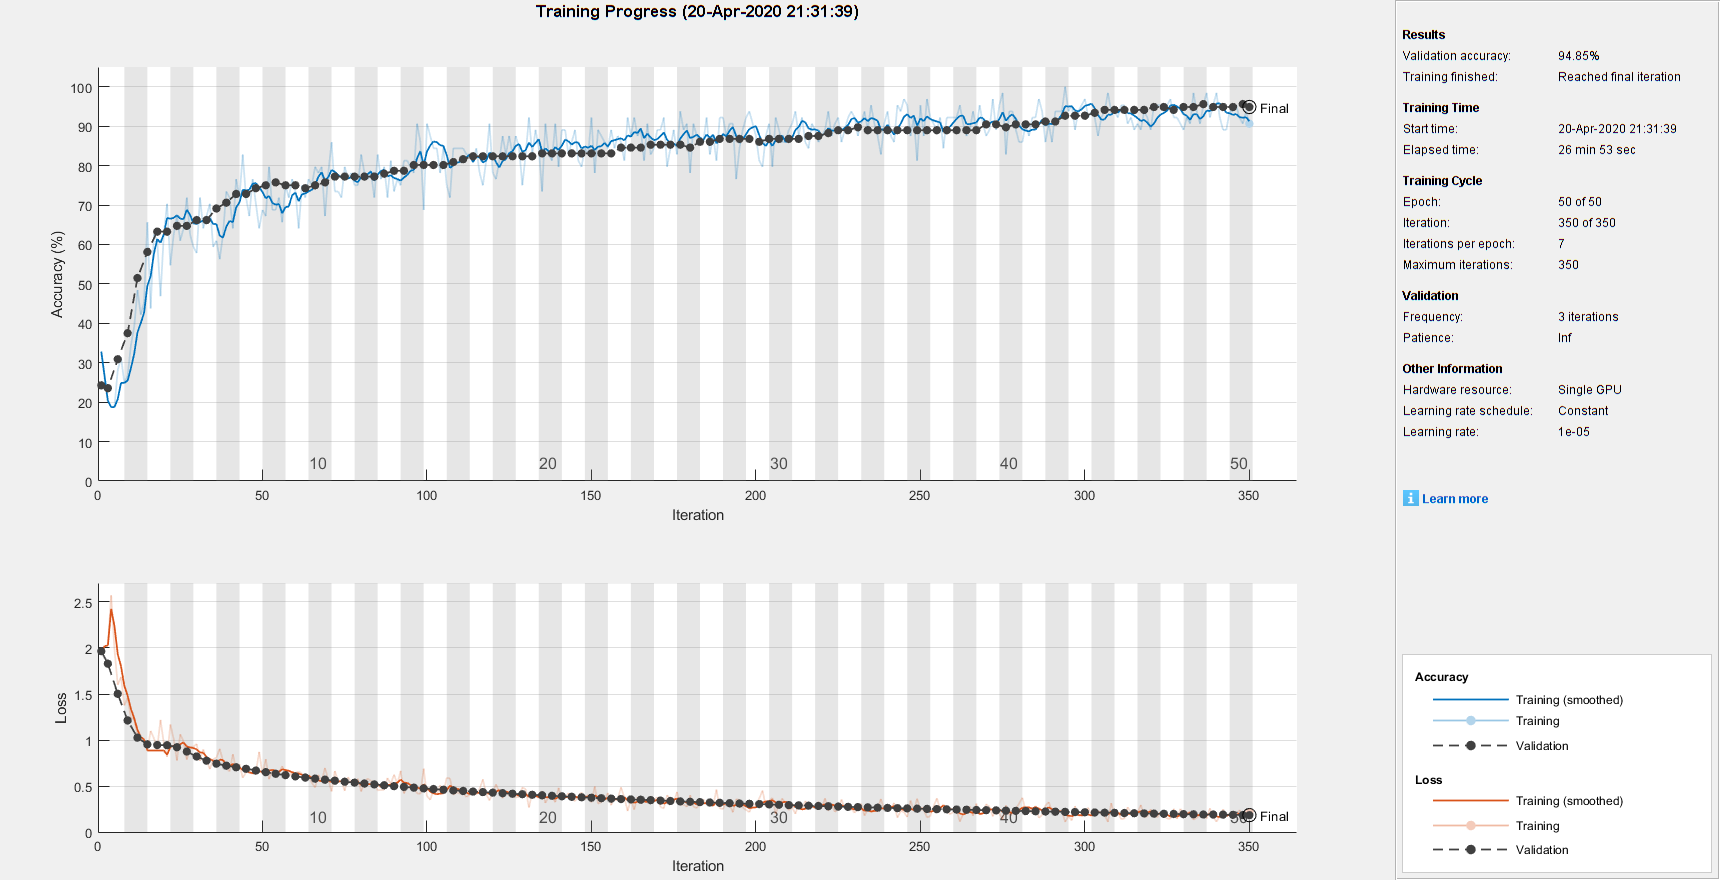 Training Progress (20-Apr-2020 21:31:39)
100
90
80
70
60
50
40
30
20
10
0
Accuracy (%)
Final
10 20 30 40 50
0 50 100 150 200 250 300 350
Iteration
2.5
2
1.5
1
0.5
0
Loss
Final
10 20 30 40 50
0 50 100 150 200 250 300 350
Iteration
Results
Validation accuracy: 94.85%
Training finished: Reached final iteration
Training Time
Start time: 20-Apr-2020 21:31:39
Elapsed time: 26 min 53 sec
Training Cycle
Epoch: 50 of 50
Iteration: 350 of 350
Iterations per epoch: 7
Maximum iterations: 350
Validation
Frequency: 3 iterations
Patience: Inf
Other Information
Hardware resource: Single GPU
Learning rate schedule: Constant
Learning rate: 1e-05
i Learn more
Accuracy
Training (smoothed)
Training
Validation
Loss
Training (smoothed)
Training
Validation